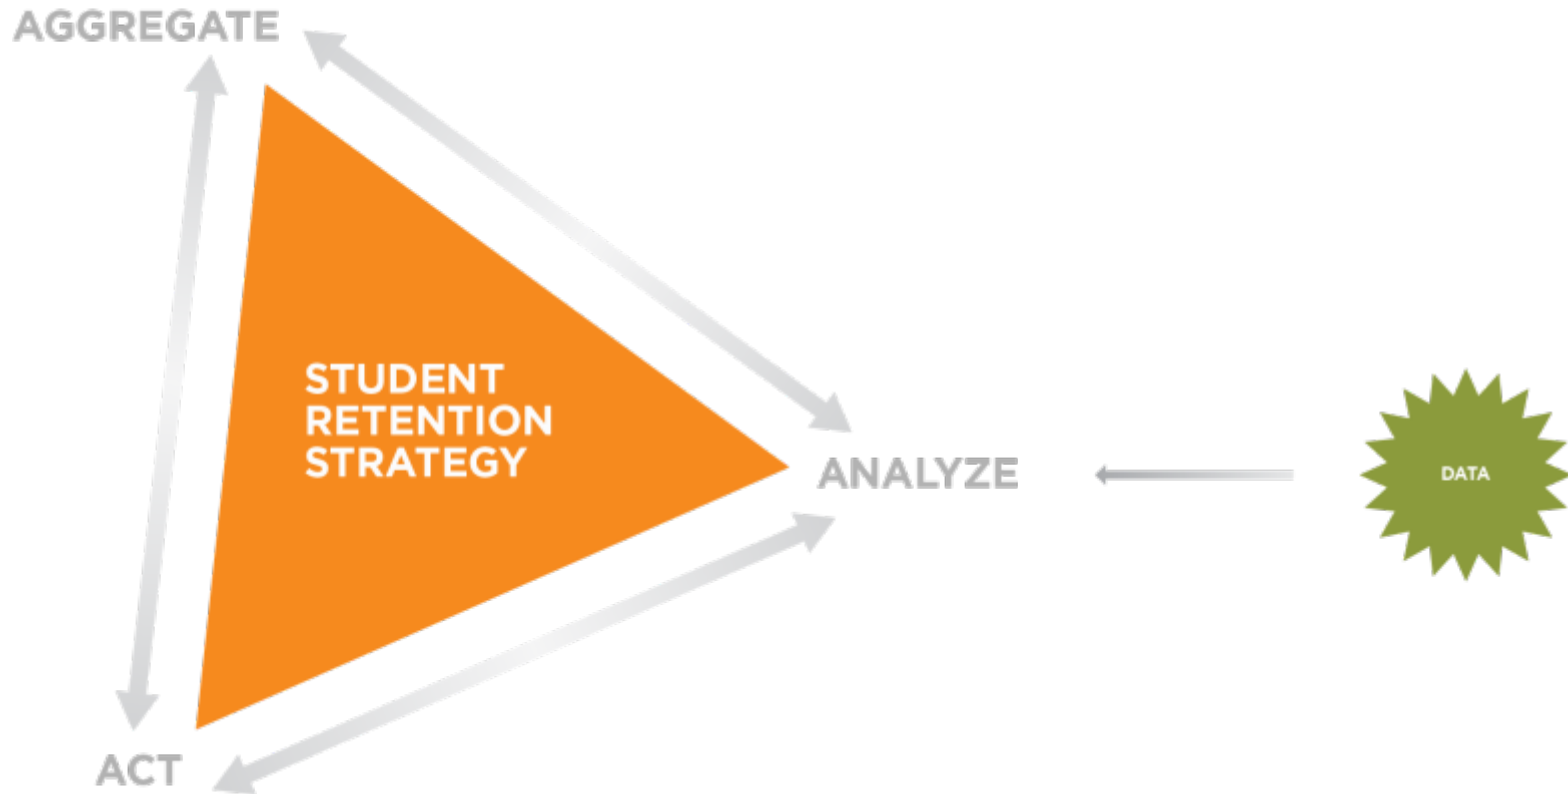 AGGREGATE
STUDENT
RETENTION
STRATEGY
ANALYZE
DATA
ACT